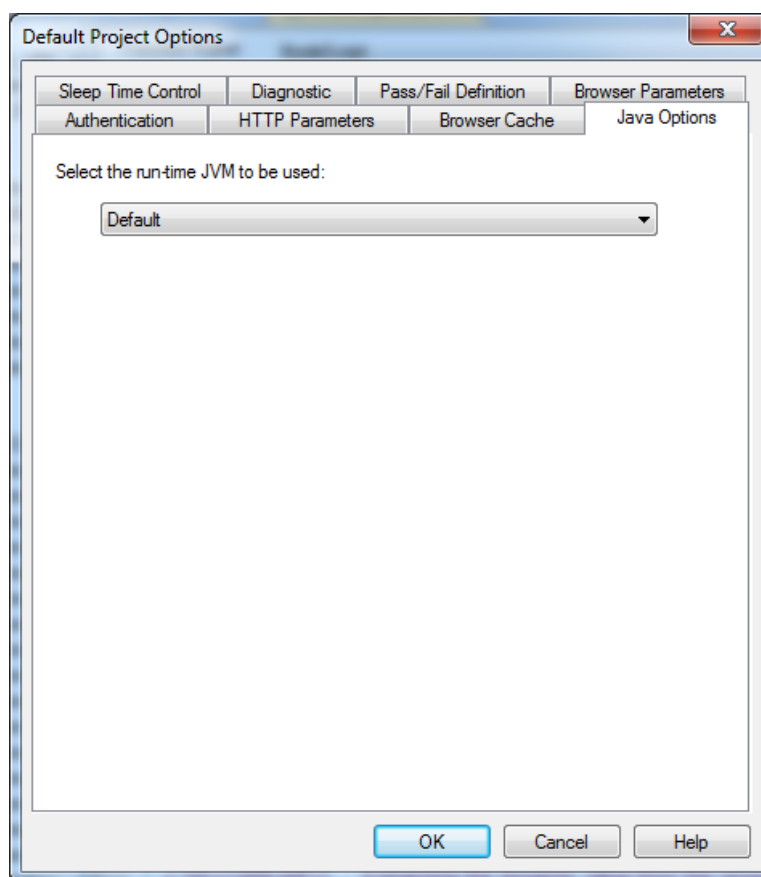 Default Project Options
Sleep Time Control Diagnostic Pass/Fail Definition Browser Parameters
Authentication HTTP Parameters Browser Cache Java Options
Select the run-time JVM to be used:
Default
OK Cancel Help